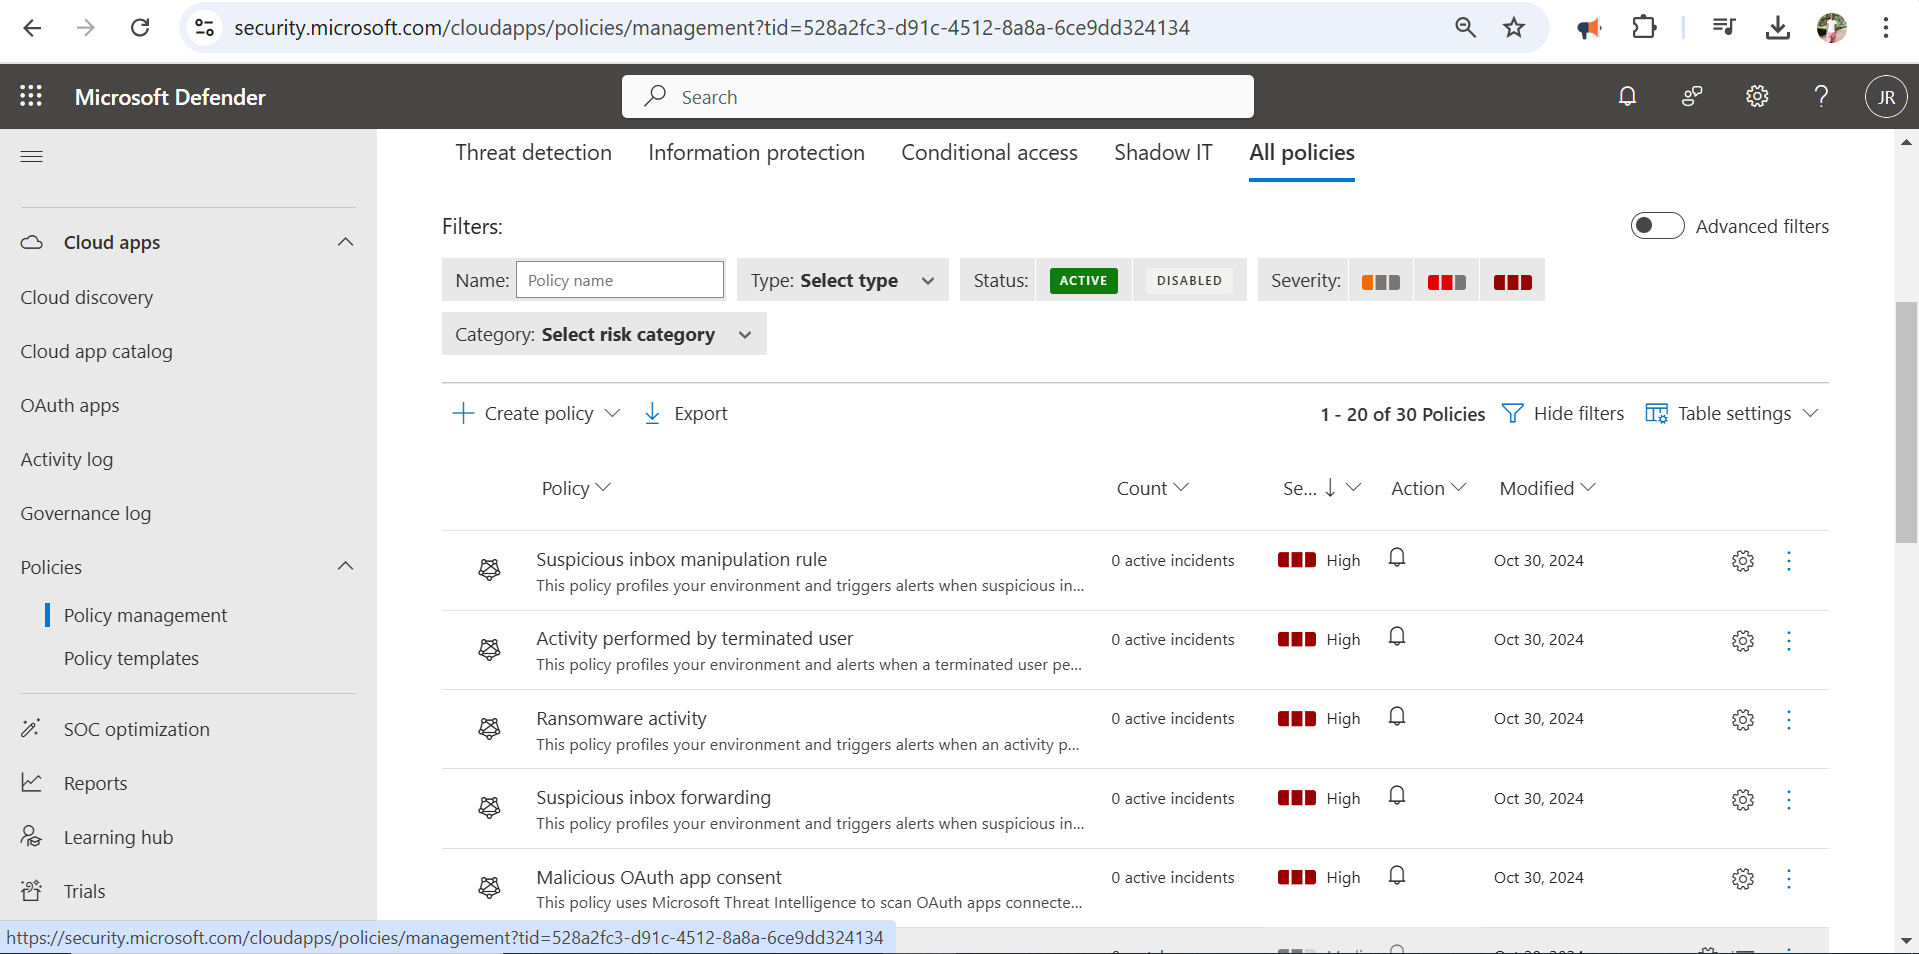 security.microsoft.com/cloudapps/policies/management?tid=528a2fc3-d91c-4512-8a8a-6ce9dd324134
Microsoft Defender
Search
JR
Threat detection Information protection Conditional access Shadow IT All policies
Filters:
Advanced filters
Name: Policy name Type: Select type Status: ACTIVE DISABLED Severity:
Category: Select risk category
Create policy Export 1 - 20 of 30 Policies Hide filters Table settings
Policy Count Se... Action Modified
Suspicious inbox manipulation rule 0 active incidents High Oct 30, 2024
This policy profiles your environment and triggers alerts when suspicious in...
Activity performed by terminated user 0 active incidents High Oct 30, 2024
This policy profiles your environment and alerts when a terminated user pe...
Ransomware activity 0 active incidents High Oct 30, 2024
This policy profiles your environment and triggers alerts when an activity p...
Suspicious inbox forwarding 0 active incidents High Oct 30, 2024
This policy profiles your environment and triggers alerts when suspicious in...
Malicious OAuth app consent 0 active incidents High Oct 30, 2024
This policy uses Microsoft Threat Intelligence to scan OAuth apps connecte...
Cloud apps
Cloud discovery
Cloud app catalog
OAuth apps
Activity log
Governance log
Policies
Policy management
Policy templates
SOC optimization
Reports
Learning hub
Trials
https://security.microsoft.com/cloudapps/policies/management?tid=528a2fc3-d91c-4512-8a8a-6ce9dd324134